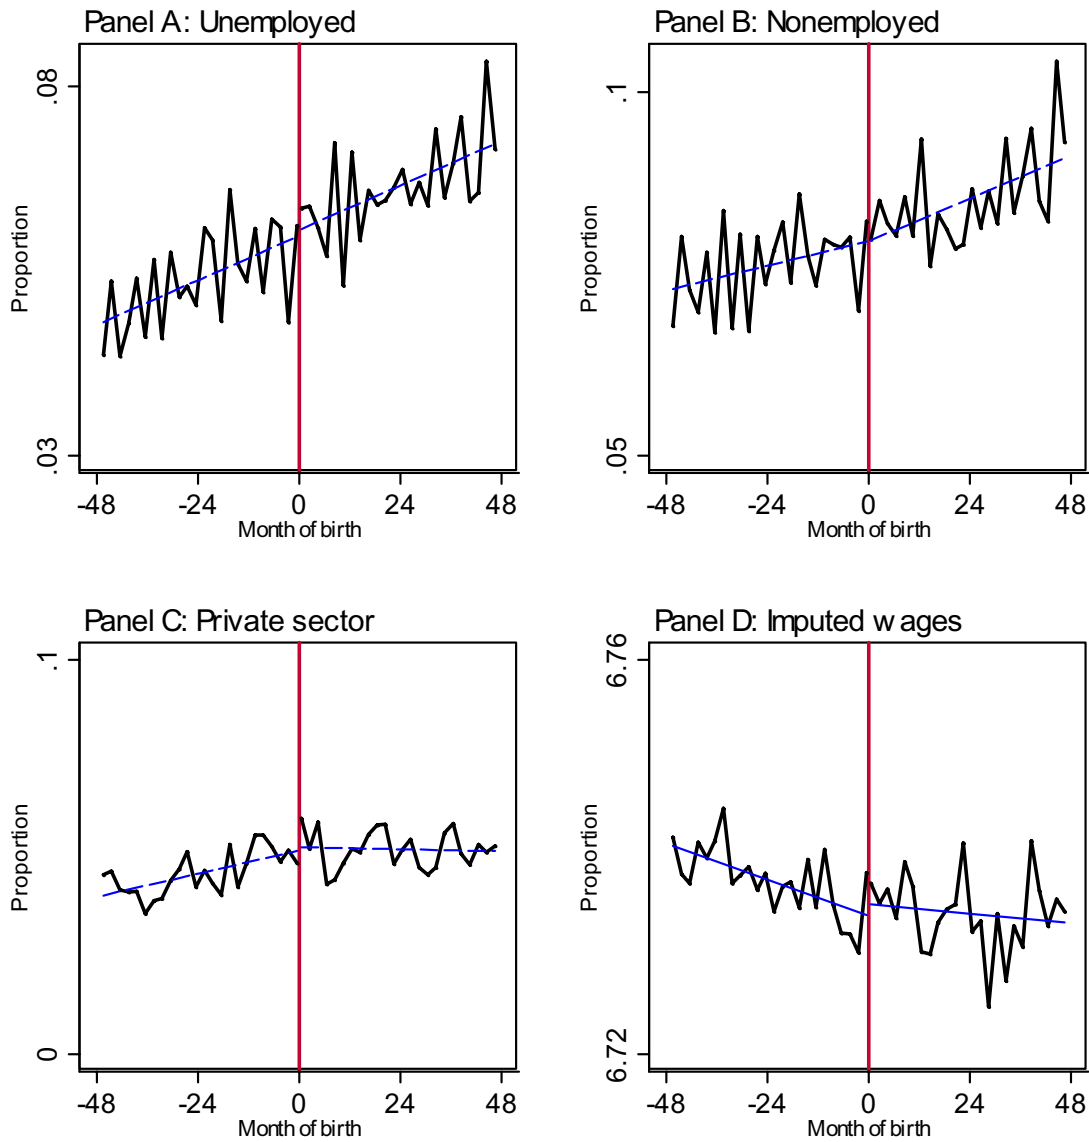 Panel A: Unemployed
.08
.03
Proportion
-48 -24 0 24 48
Month of birth
Panel B: Nonemployed
.1
.05
Proportion
-48 -24 0 24 48
Month of birth
Panel C: Private sector
.1
0
Proportion
-48 -24 0 24 48
Month of birth
Panel D: Imputed wages
6.76
6.72
Proportion
-48 -24 0 24 48
Month of birth